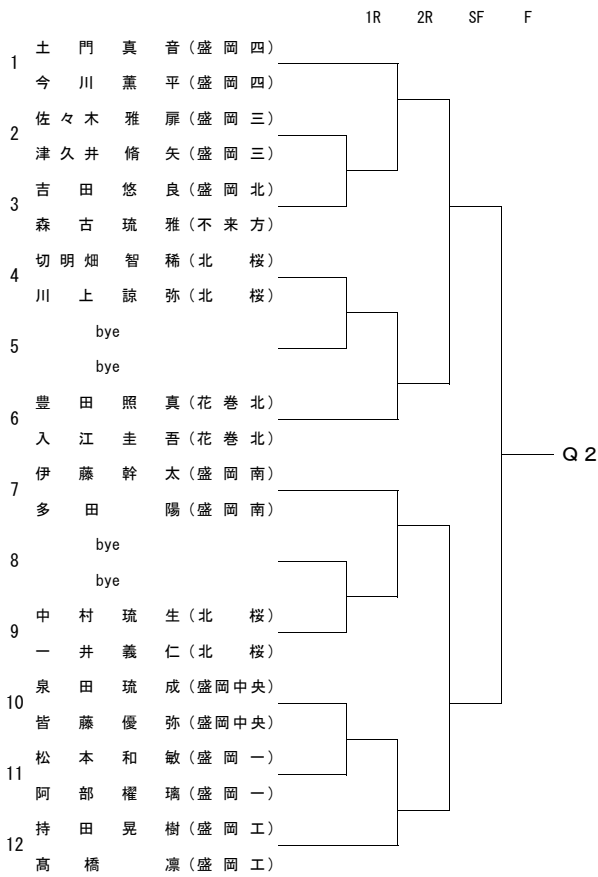 1R 2R SF F
土門真音(盛岡四)
1
今川薫平(盛岡四)
佐々木雅扉(盛岡三)
2
津久井脩矢(盛岡三)
吉田悠良(盛岡北)
3
森古琉雅(不来方)
切明畑智稀(北桜)
4
川上諒弥(北桜)
bye
5
bye
豊田照真(花巻北)
6
入江圭吾(花巻北)
Q2
伊藤幹太(盛岡南)
7
多田陽(盛岡南)
bye
8
bye
中村琉生(北桜)
9
一井義仁(北桜)
泉田琉成(盛岡中央)
10
皆藤優弥(盛岡中央)
松本和敏(盛岡一)
11
阿部櫂璃(盛岡一)
持田晃樹(盛岡工)
12
髙橋凛(盛岡工)